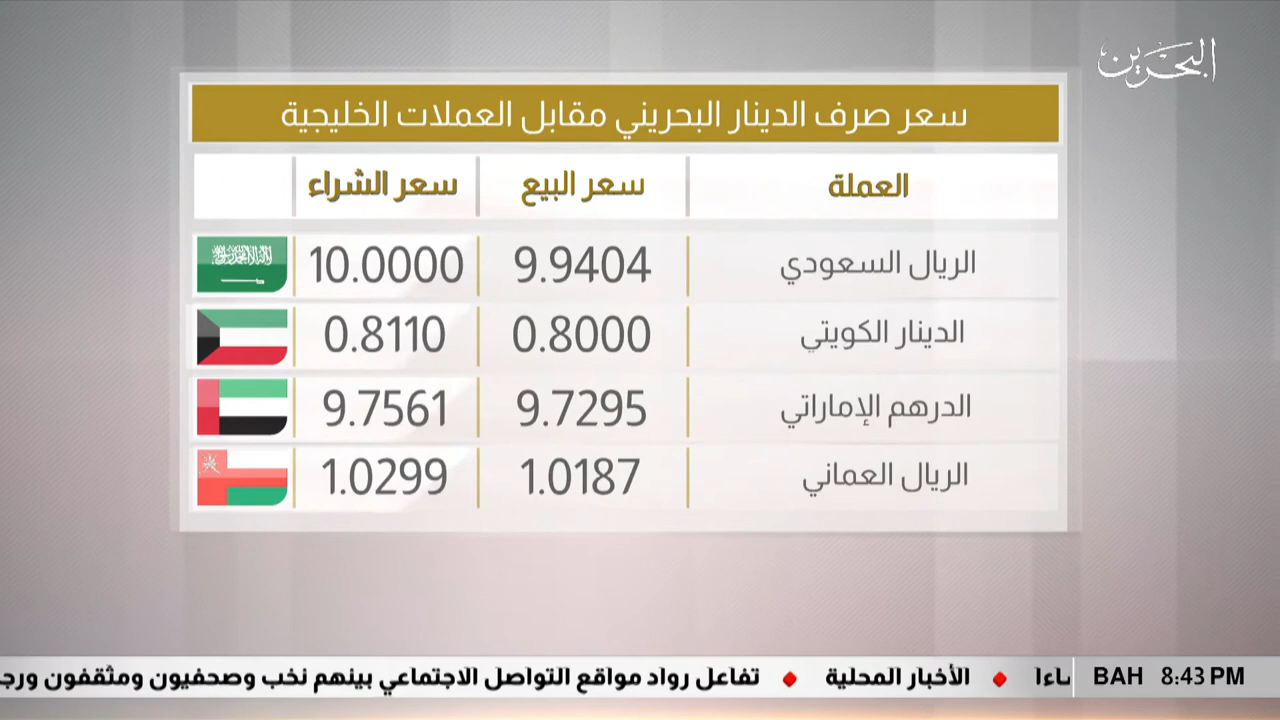 البحرين
سعر صرف الدينار البحريني مقابل العملات الخليجية
العملة سعر البيع سعر الشراء
الريال السعودي 9.9404 10.0000
الدينار الكويتي 0.8000 0.8110
الدرهم الإماراتي 9.7295 9.7561
الريال العماني 1.0187 1.0299
BAH 8:43 PM
الأخبار المحلية تفاعل رواد مواقع التواصل الاجتماعي بينهم نخب وصحفيون ومثقفون